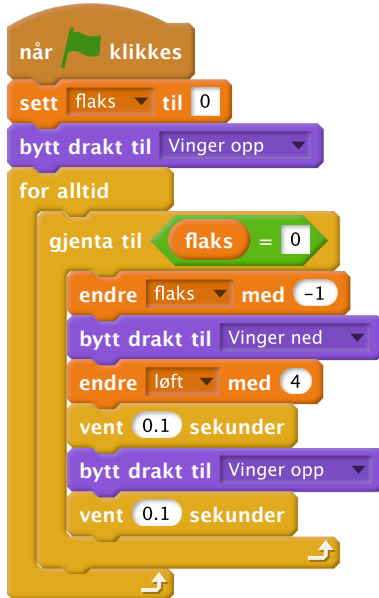 når klikkes
sett flaks til 0
bytt drakt til Vinger opp
for alltid
gjenta til flaks = 0
endre flaks med -1
bytt drakt til Vinger ned
endre løft med 4
vent 0.1 sekunder
bytt drakt til Vinger opp
vent 0.1 sekunder